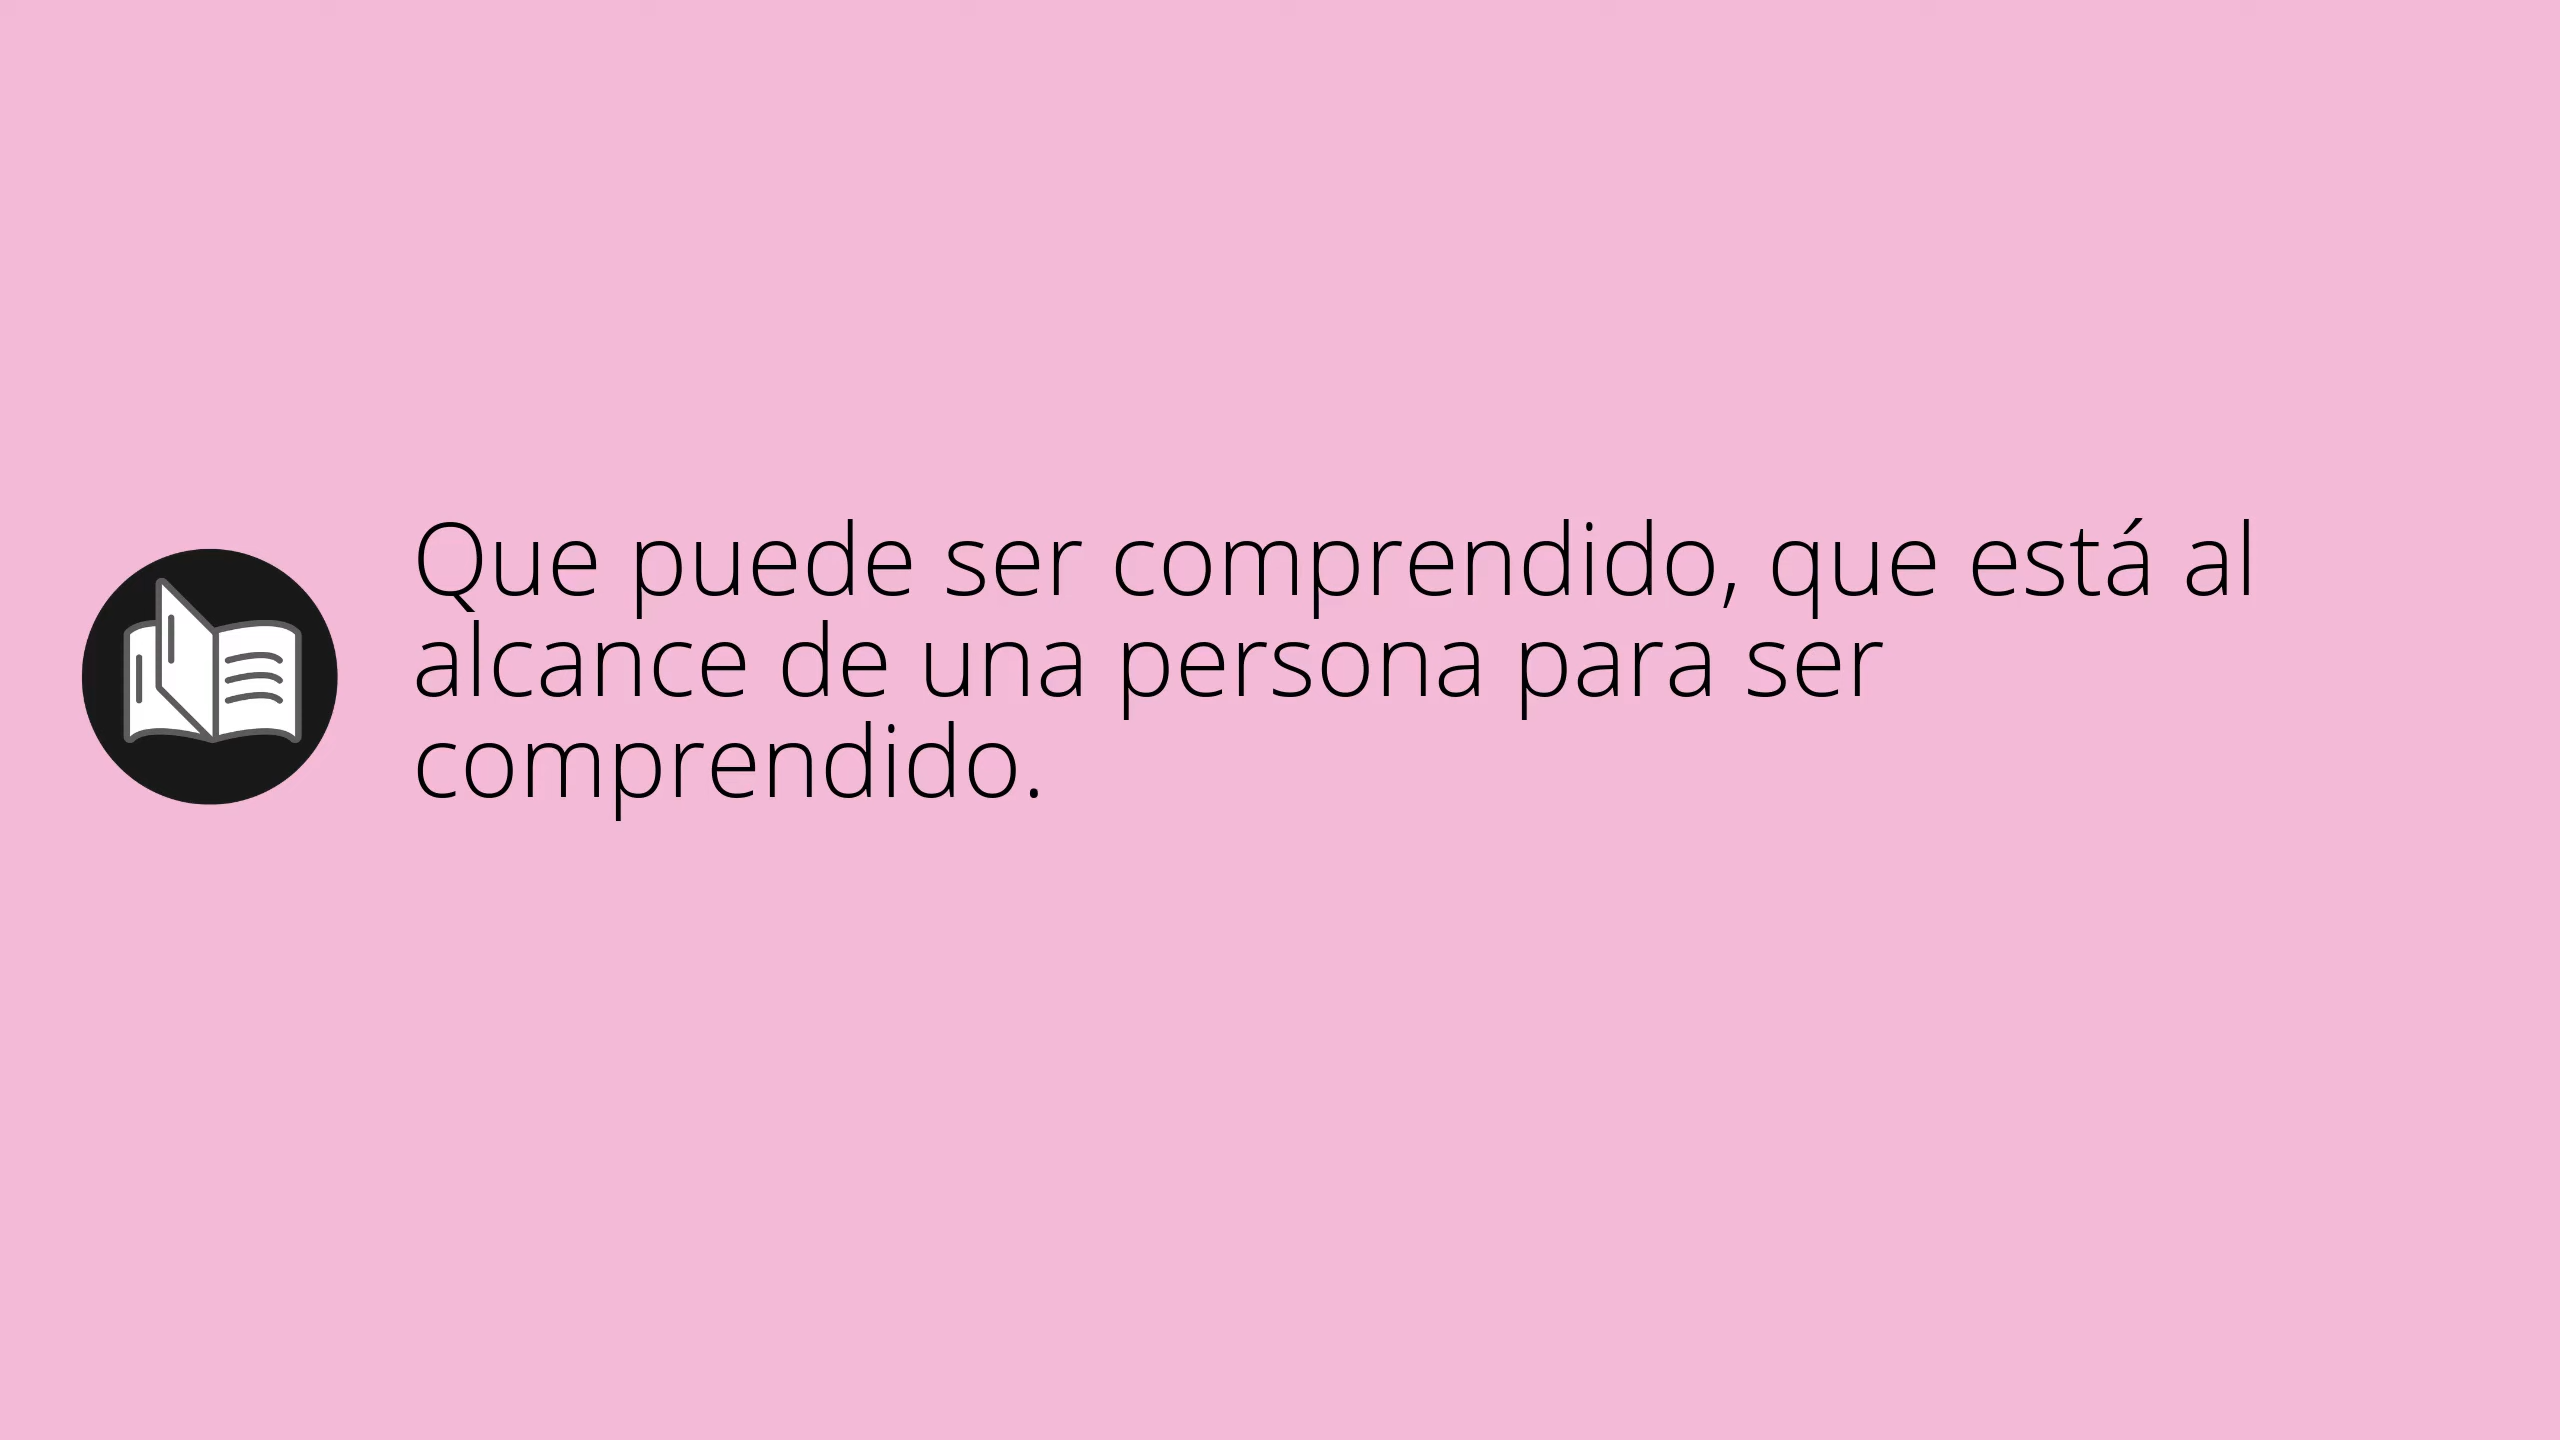 Que puede ser comprendido, que está al
alcance de una persona para ser
comprendido.